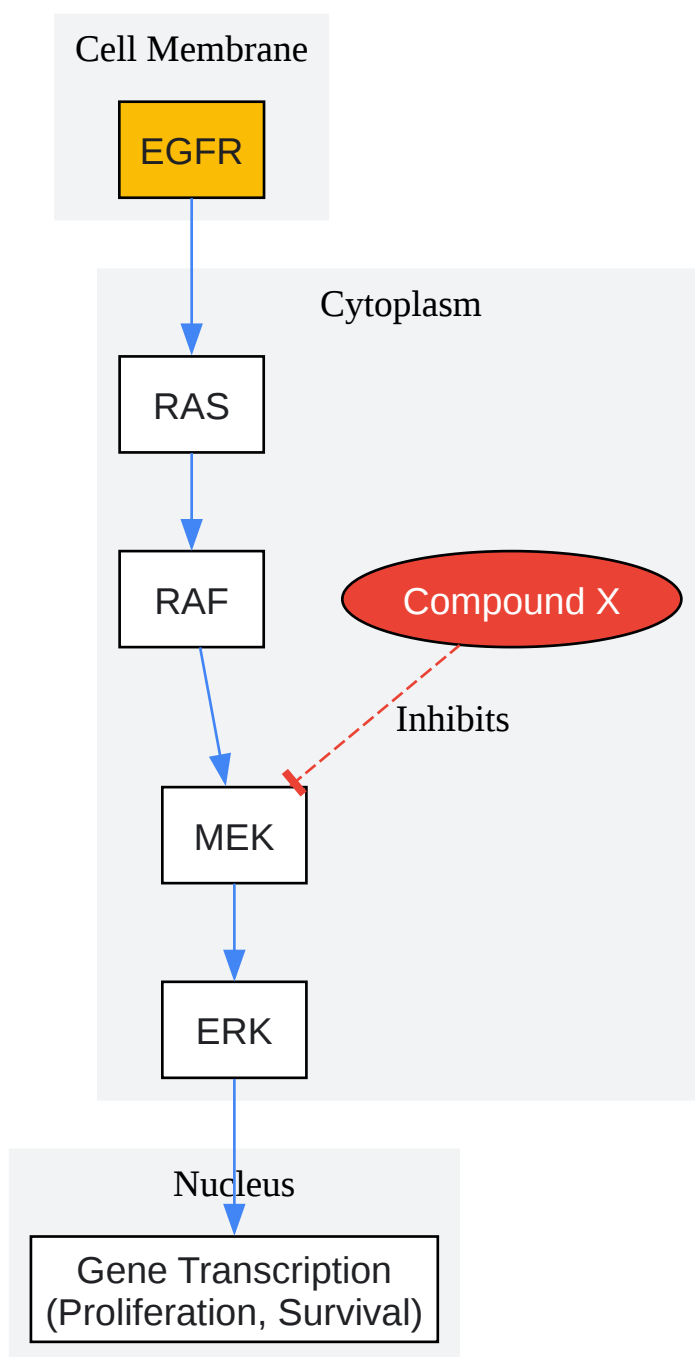 Cell Membrane
EGFR
Cytoplasm
RAS
RAF
Compound X
Inhibits
MEK
ERK
Nucleus
Gene Transcription
(Proliferation, Survival)